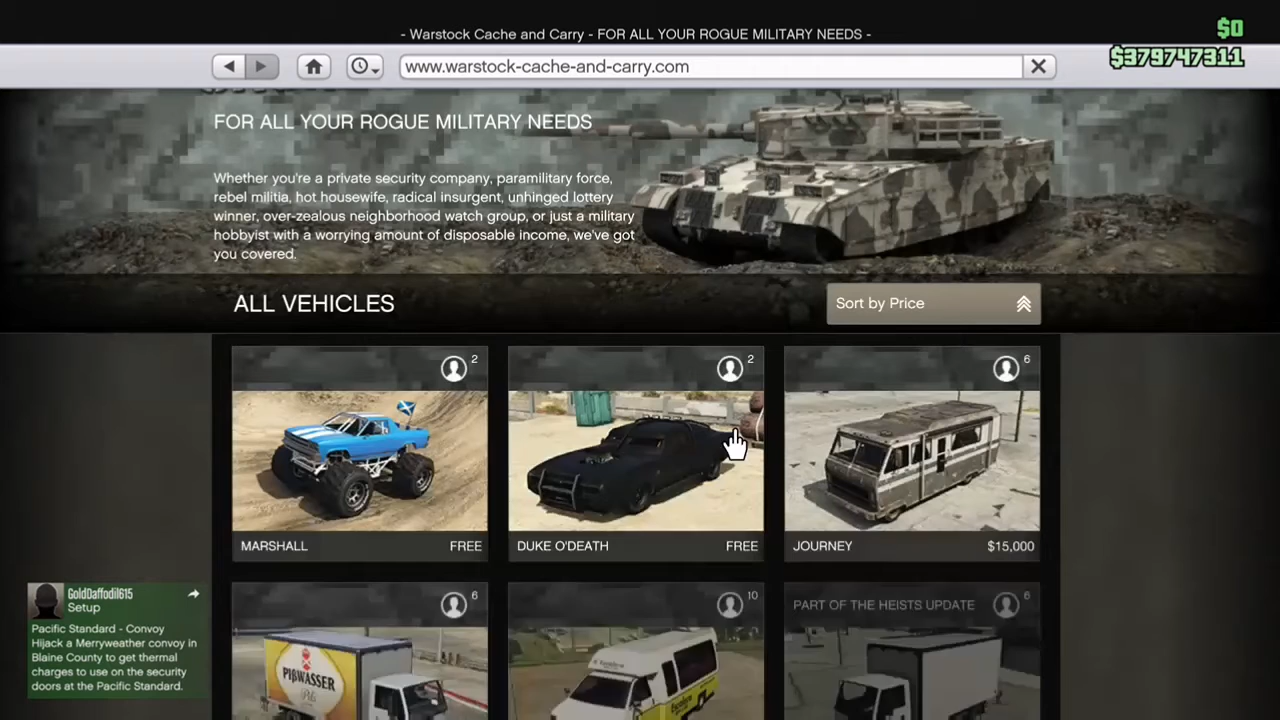 - Warstock Cache and Carry - FOR ALL YOUR ROGUE MILITARY NEEDS -
$0
www.warstock-cache-and-carry.com
$379747311
FOR ALL YOUR ROGUE MILITARY NEEDS
Whether you're a private security company, paramilitary force,
rebel militia, hot housewife, radical insurgent, unhinged lottery
winner, over-zealous neighborhood watch group, or just a military
hobbyist with a worrying amount of disposable income, we've got
you covered.
ALL VEHICLES
Sort by Price
2
2
6
MARSHALL FREE
DUKE O'DEATH FREE
JOURNEY $15,000
6
10
PART OF THE HEISTS UPDATE 6
PIßWASSER
GoldDaffodil615
Setup
Pacific Standard - Convoy
Hijack a Merryweather convoy in
Blaine County to get thermal
charges to use on the security
doors at the Pacific Standard.